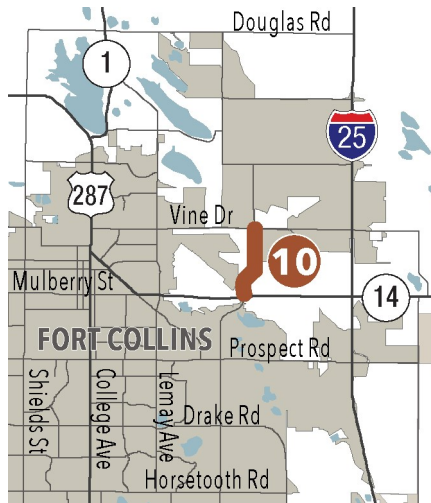 Douglas Rd
1
25
287
Vine Dr
10
Mulberry St
14
FORT COLLINS
Prospect Rd
Shields St
College Ave
Lemay Ave
Drake Rd
Horsetooth Rd